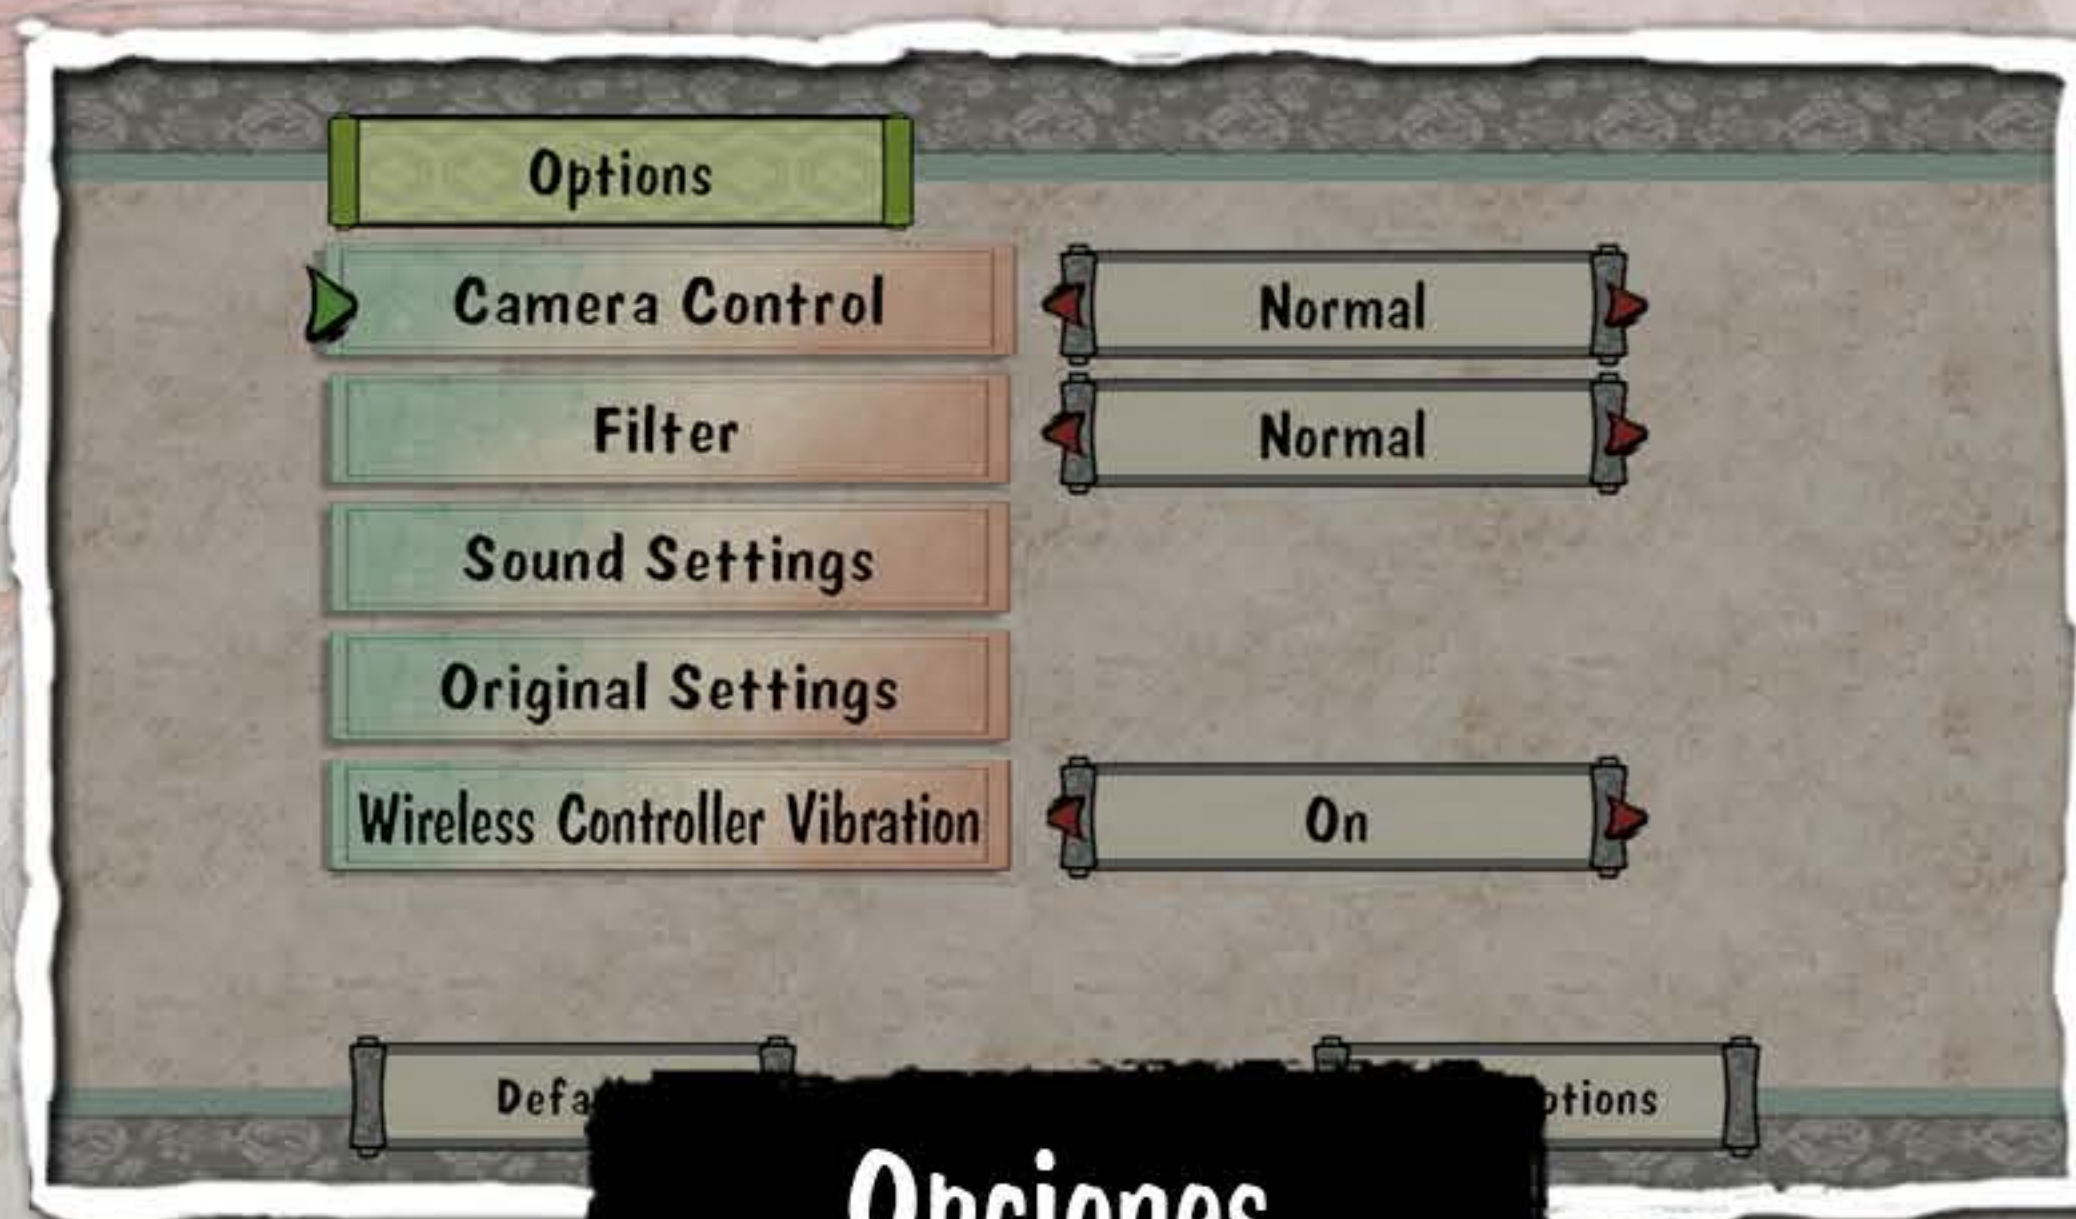 Options
Camera Control
Normal
Filter
Normal
Sound Settings
Original Settings
Wireless Controller Vibration
On
Opciones